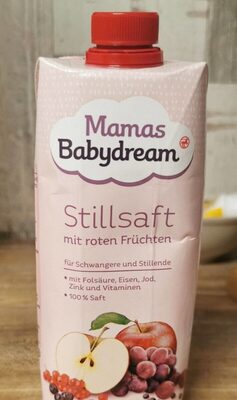 Mamas
Babydream
Stillsaft
mit roten Früchten
für Schwangere und Stillende
• mit Folsäure, Eisen, Jod,
Zink und Vitaminen
• 100% Saft